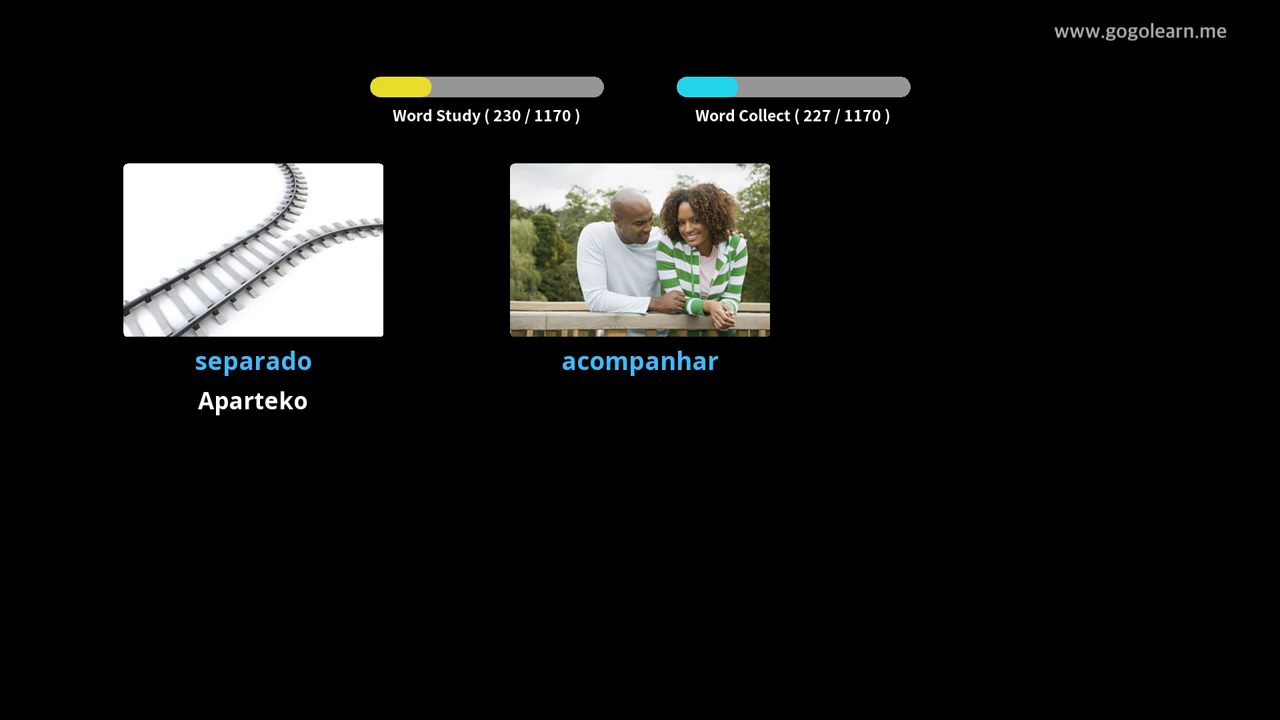 www.gogolearn.me
Word Study ( 230 / 1170 )
Word Collect ( 227 / 1170 )
separado
Aparteko
acompanhar